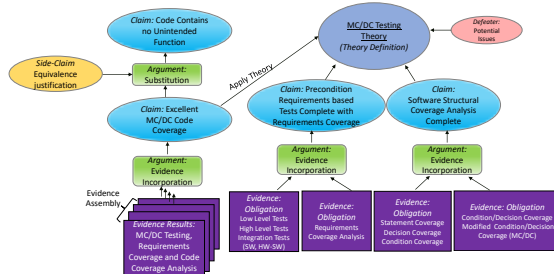 Claim: Code Contains
no Unintended
Function
MC/DC Testing
Theory
(Theory Definition)
Defeater:
Potential
Issues
Side-Claim
Equivalence
justification
Argument:
Substitution
Apply Theory
Claim: Excellent
MC/DC Code
Coverage
Claim: Precondition
Requirements based
Tests Complete with
Requirements Coverage
Claim:
Software Structural
Coverage Analysis
Complete
Argument:
Evidence
Incorporation
Argument:
Evidence
Incorporation
Argument:
Evidence
Incorporation
Evidence
Assembly
Evidence Results:
MC/DC Testing,
Requirements
Coverage and Code
Coverage Analysis
Evidence: Obligation
Low Level Tests
High Level Tests
Integration Tests
(SW, HW-SW)
Evidence:
Obligation
Requirements
Coverage Analysis
Evidence: Obligation
Statement Coverage
Decision Coverage
Condition Coverage
Evidence: Obligation
Condition/Decision Coverage
Modified Condition/Decision
Coverage (MC/DC)